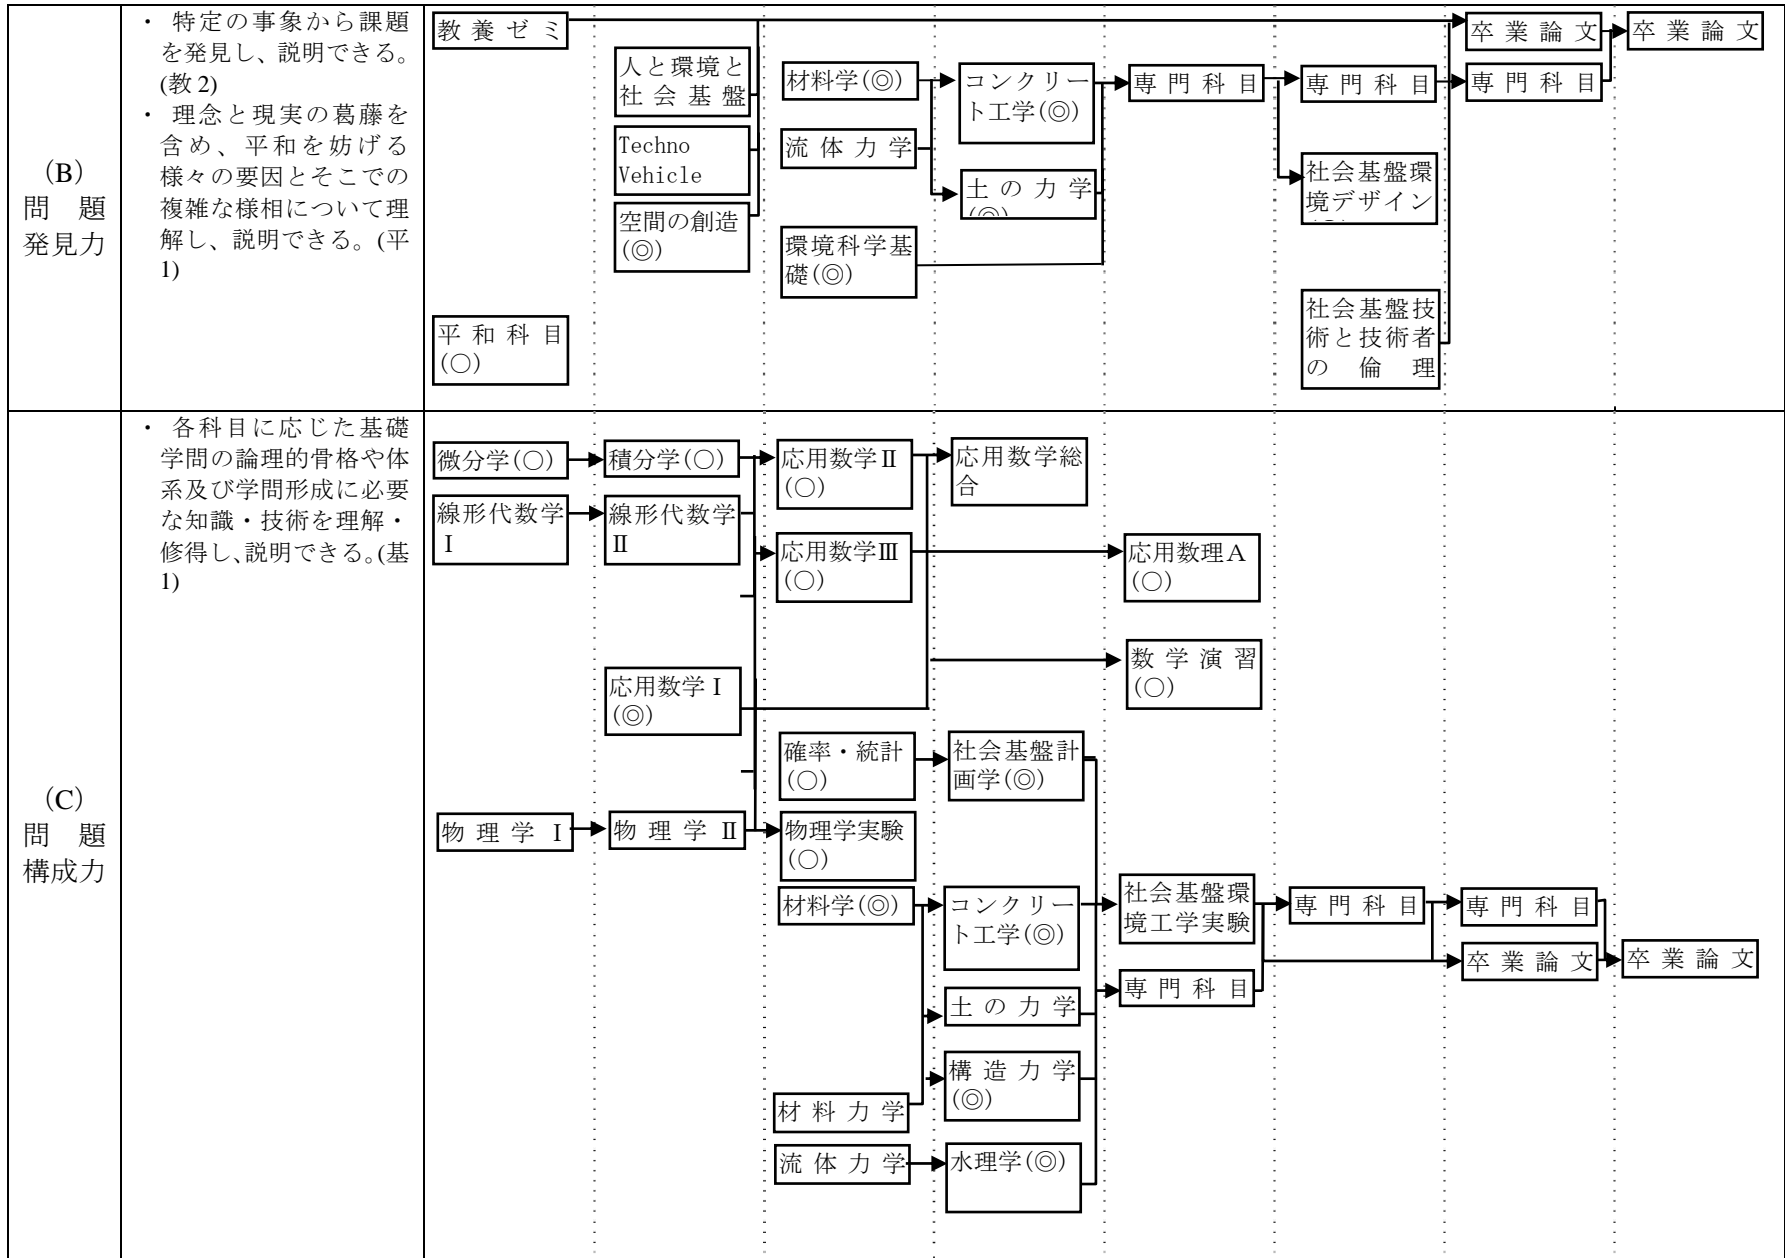 (B)
問題
発見力
・ 特定の事象から課題
を発見し、説明できる。
(教2)
・ 理念と現実の葛藤を
含め、平和を妨げる
様々の要因とそこでの
複雑な様相について理
解し、説明できる。(平
1)
教養ゼミ
平和科目
(○)
人と環境と
社会基盤
Techno
Vehicle
空間の創造
(◎)
材料学(◎)
流体力学
環境科学基
礎(◎)
コンクリー
ト工学(◎)
土の力学
専門科目
専門科目
社会基盤環
境デザイン
社会基盤技
術と技術者
の倫理
卒業論文
専門科目
卒業論文
(C)
問題
構成力
・ 各科目に応じた基礎
学問の論理的骨格や体
系及び学問形成に必要
な知識・技術を理解・
修得し、説明できる。(基
1)
微分学(○)
線形代数学
Ⅰ
物理学Ⅰ
積分学(○)
線形代数学
Ⅱ
応用数学Ⅰ
(◎)
物理学Ⅱ
応用数学Ⅱ
(○)
応用数学Ⅲ
(○)
確率・統計
(○)
物理学実験
(○)
材料学(◎)
材料力学
流体力学
応用数学総
合
社会基盤計
画学(◎)
コンクリー
ト工学(◎)
土の力学
構造力学
(◎)
水理学(◎)
応用数理A
(○)
数学演習
(○)
社会基盤環
境工学実験
専門科目
専門科目
専門科目
卒業論文
卒業論文